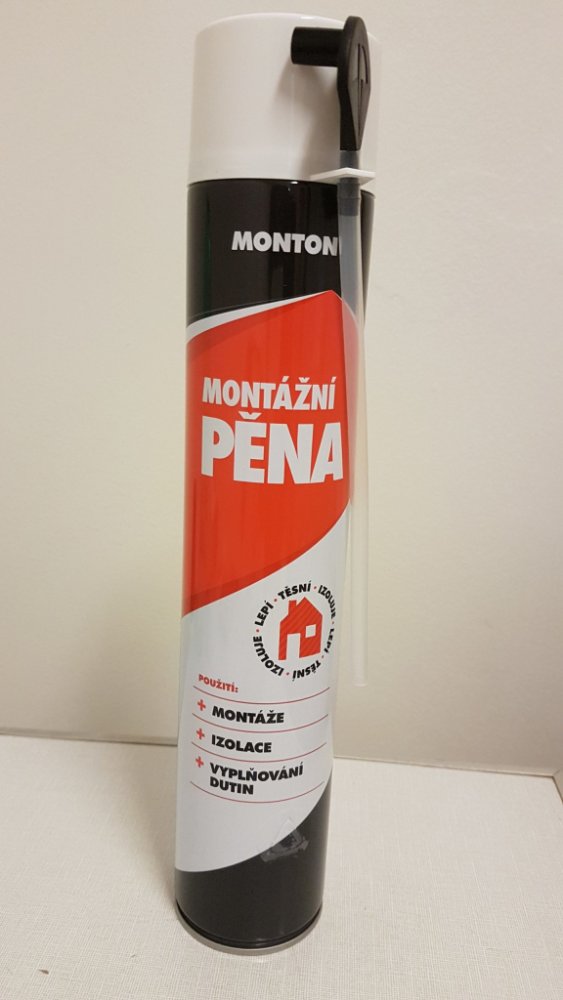 MONTON
MONTÁŽNÍ
PĚNA
IZOLUJE · LEPÍ · TĚSNÍ · IZOLUJE · LEPÍ · TĚSNÍ ·
POUŽITÍ:
+ MONTÁŽE
+ IZOLACE
+ VYPLŇOVÁNÍ
DUTIN